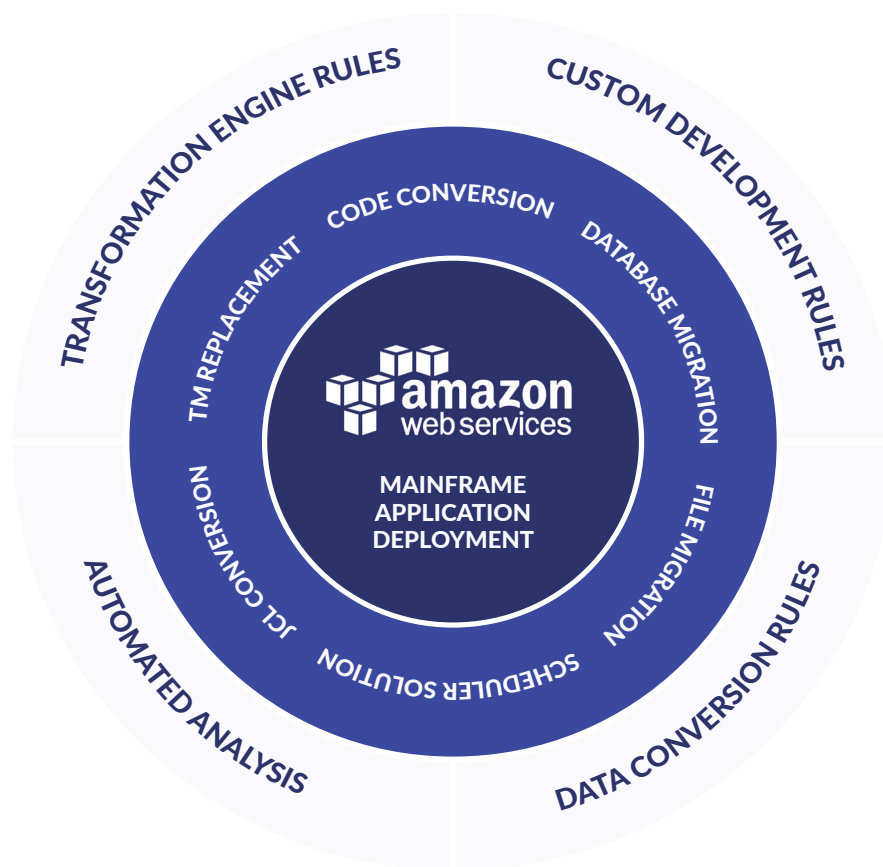 TRANSFORMATION ENGINE RULES
CUSTOM DEVELOPMENT RULES
CODE CONVERSION
DATABASE MIGRATION
TM REPLACEMENT
amazon
web services
MAINFRAME
APPLICATION
DEPLOYMENT
JCL CONVERSION
FILE MIGRATION
SCHEDULER SOLUTION
AUTOMATED ANALYSIS
DATA CONVERSION RULES